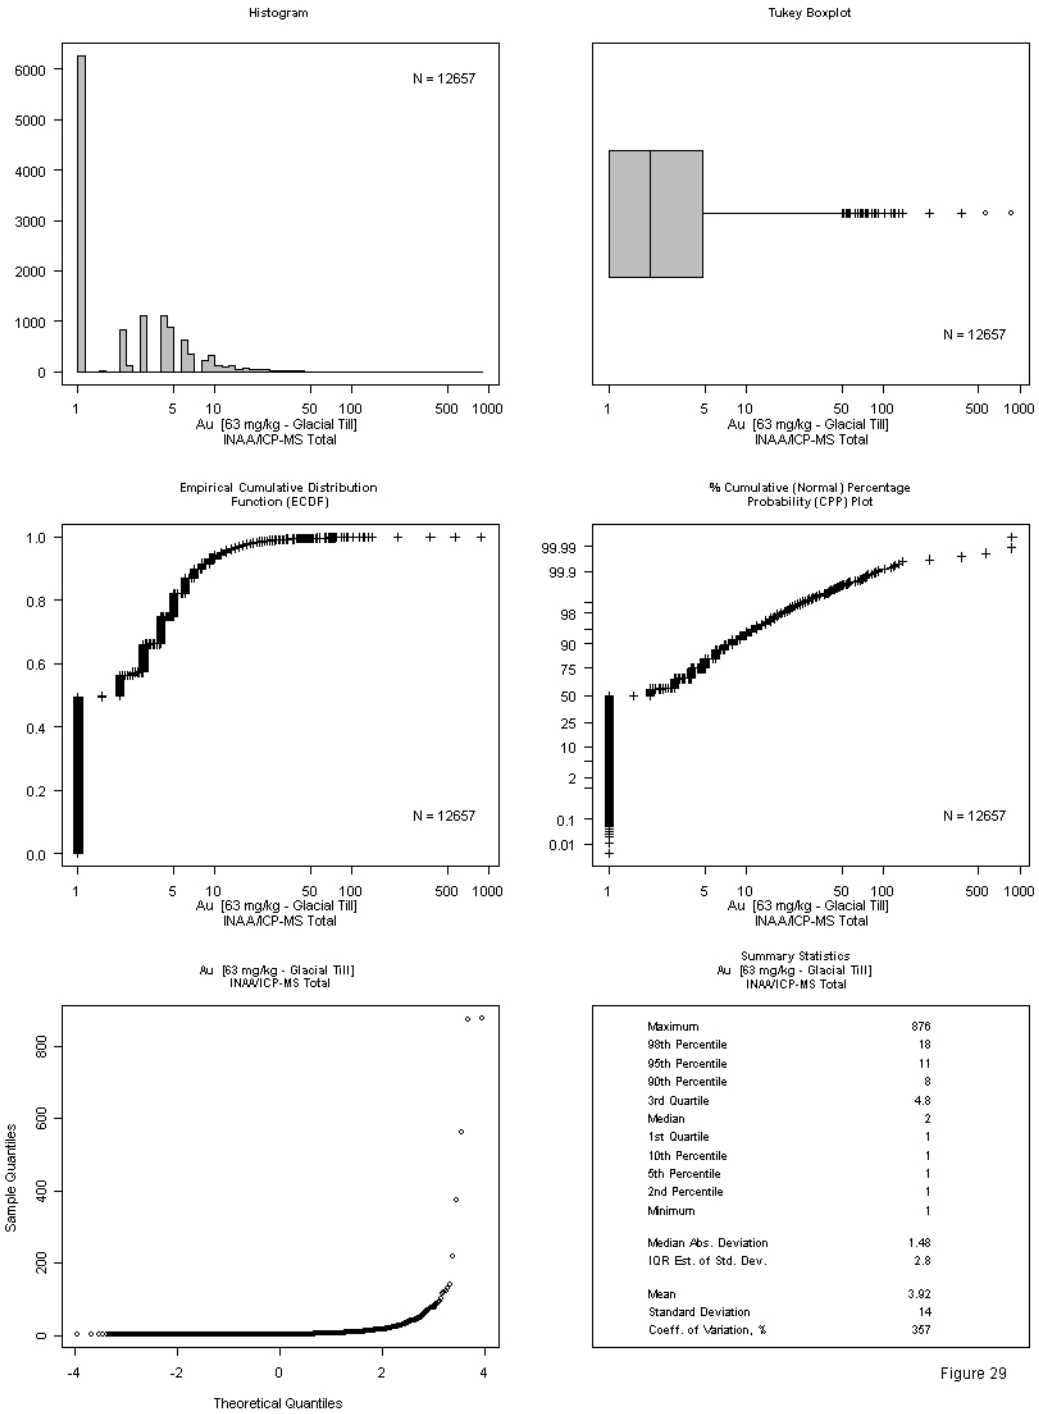 Histogram
N = 12657
6000
5000
4000
3000
2000
1000
0
1 5 10 50 100 500 1000
Au [63 mg/kg - Glacial Till]
INAA/ICP-MS Total
Tukey Boxplot
N = 12657
1 5 10 50 100 500 1000
Au [63 mg/kg - Glacial Till]
INAA/ICP-MS Total
Empirical Cumulative Distribution
Function (ECDF)
1.0
0.8
0.6
0.4
0.2
0.0
N = 12657
1 5 10 50 100 500 1000
Au [63 mg/kg - Glacial Till]
INAA/ICP-MS Total
% Cumulative (Normal) Percentage
Probability (CPP) Plot
99.99
99.9
98
90
75
50
25
10
2
0.1
0.01
N = 12657
1 5 10 50 100 500 1000
Au [63 mg/kg - Glacial Till]
INAA/ICP-MS Total
Au [63 mg/kg - Glacial Till]
INAA/ICP-MS Total
Sample Quantiles
800
600
400
200
0
-4 -2 0 2 4
Theoretical Quantiles
Summary Statistics
Au [63 mg/kg - Glacial Till]
INAA/ICP-MS Total
Maximum 876
98th Percentile 18
95th Percentile 11
90th Percentile 8
3rd Quartile 4.8
Median 2
1st Quartile 1
10th Percentile 1
5th Percentile 1
2nd Percentile 1
Minimum 1
Median Abs. Deviation 1.48
IQR Est. of Std. Dev. 2.8
Mean 3.92
Standard Deviation 14
Coeff. of Variation, % 357
Figure 29